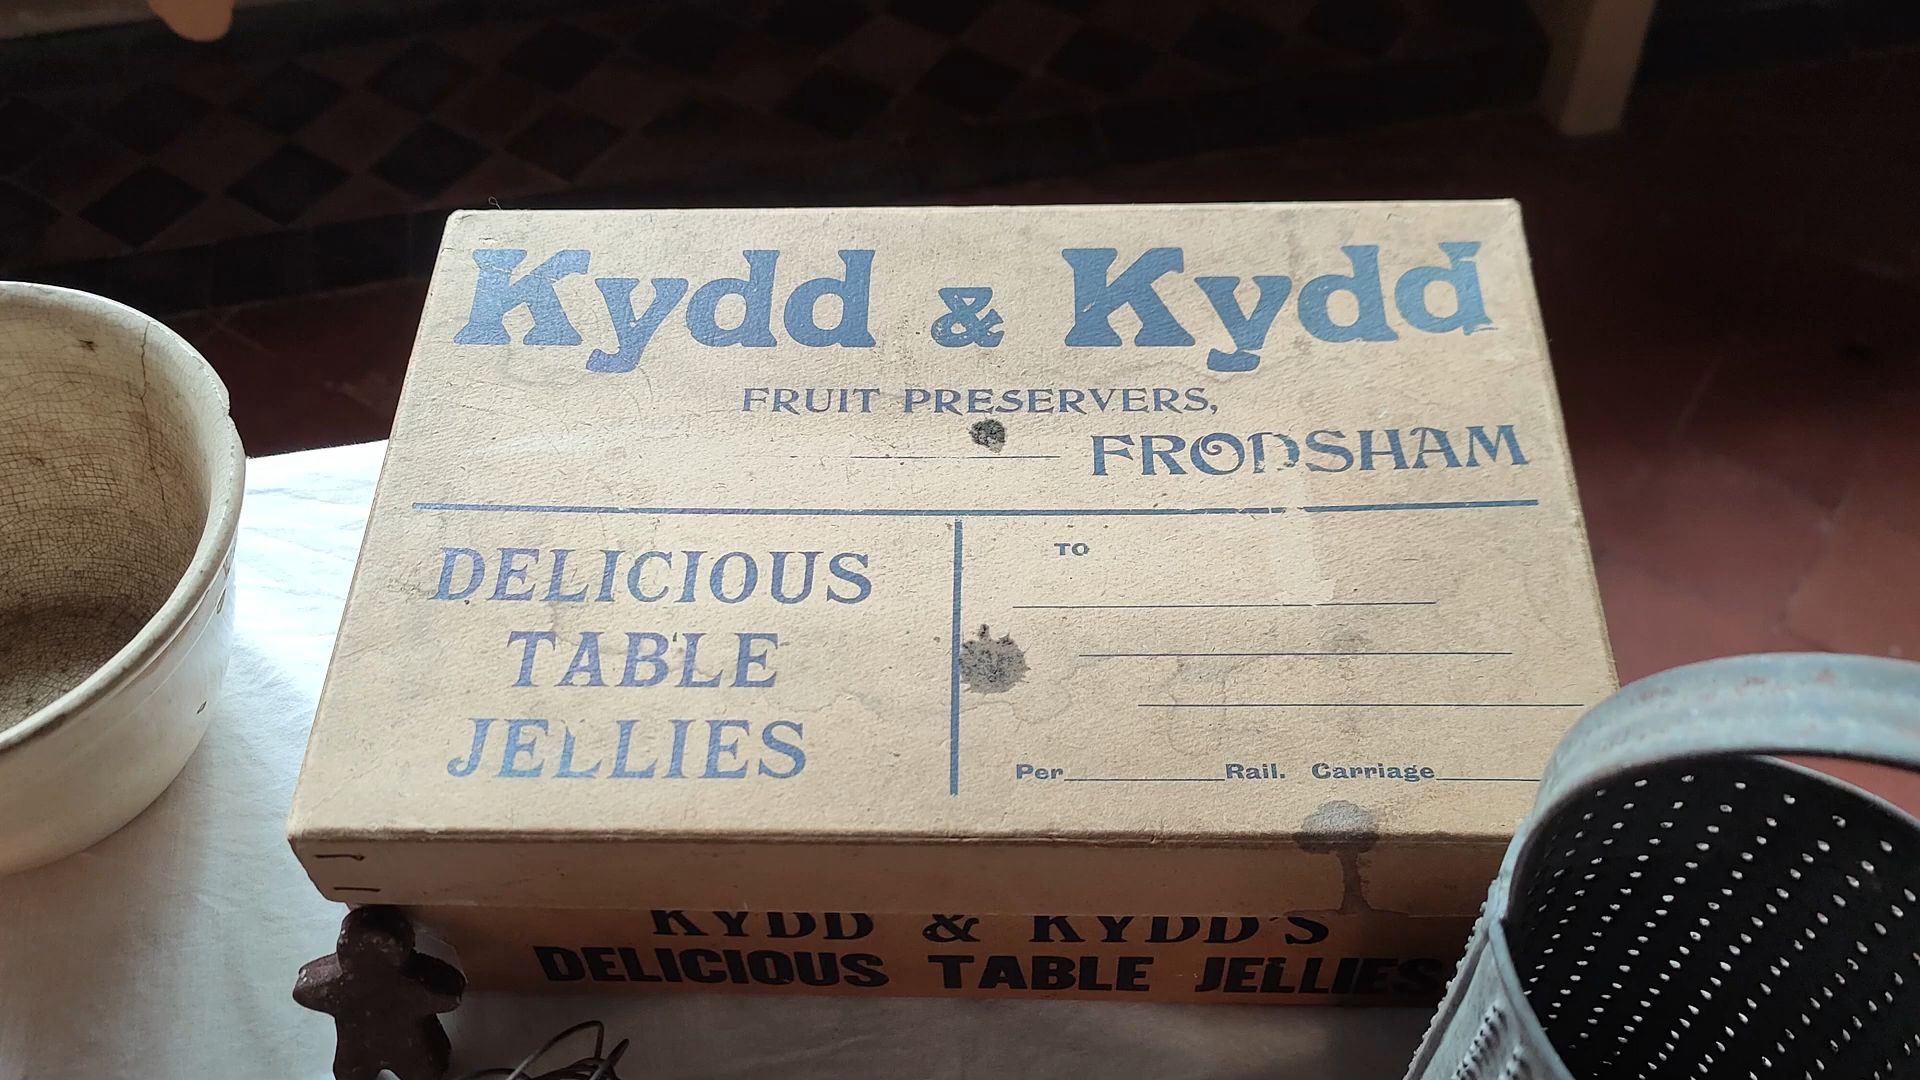 Kydd & Kydd
FRUIT PRESERVERS,
FRODSHAM
DELICIOUS
TABLE
JELLIES
TO
Per Rail. Carriage
KYDD & KYDD'S
DELICIOUS TABLE JELLIES